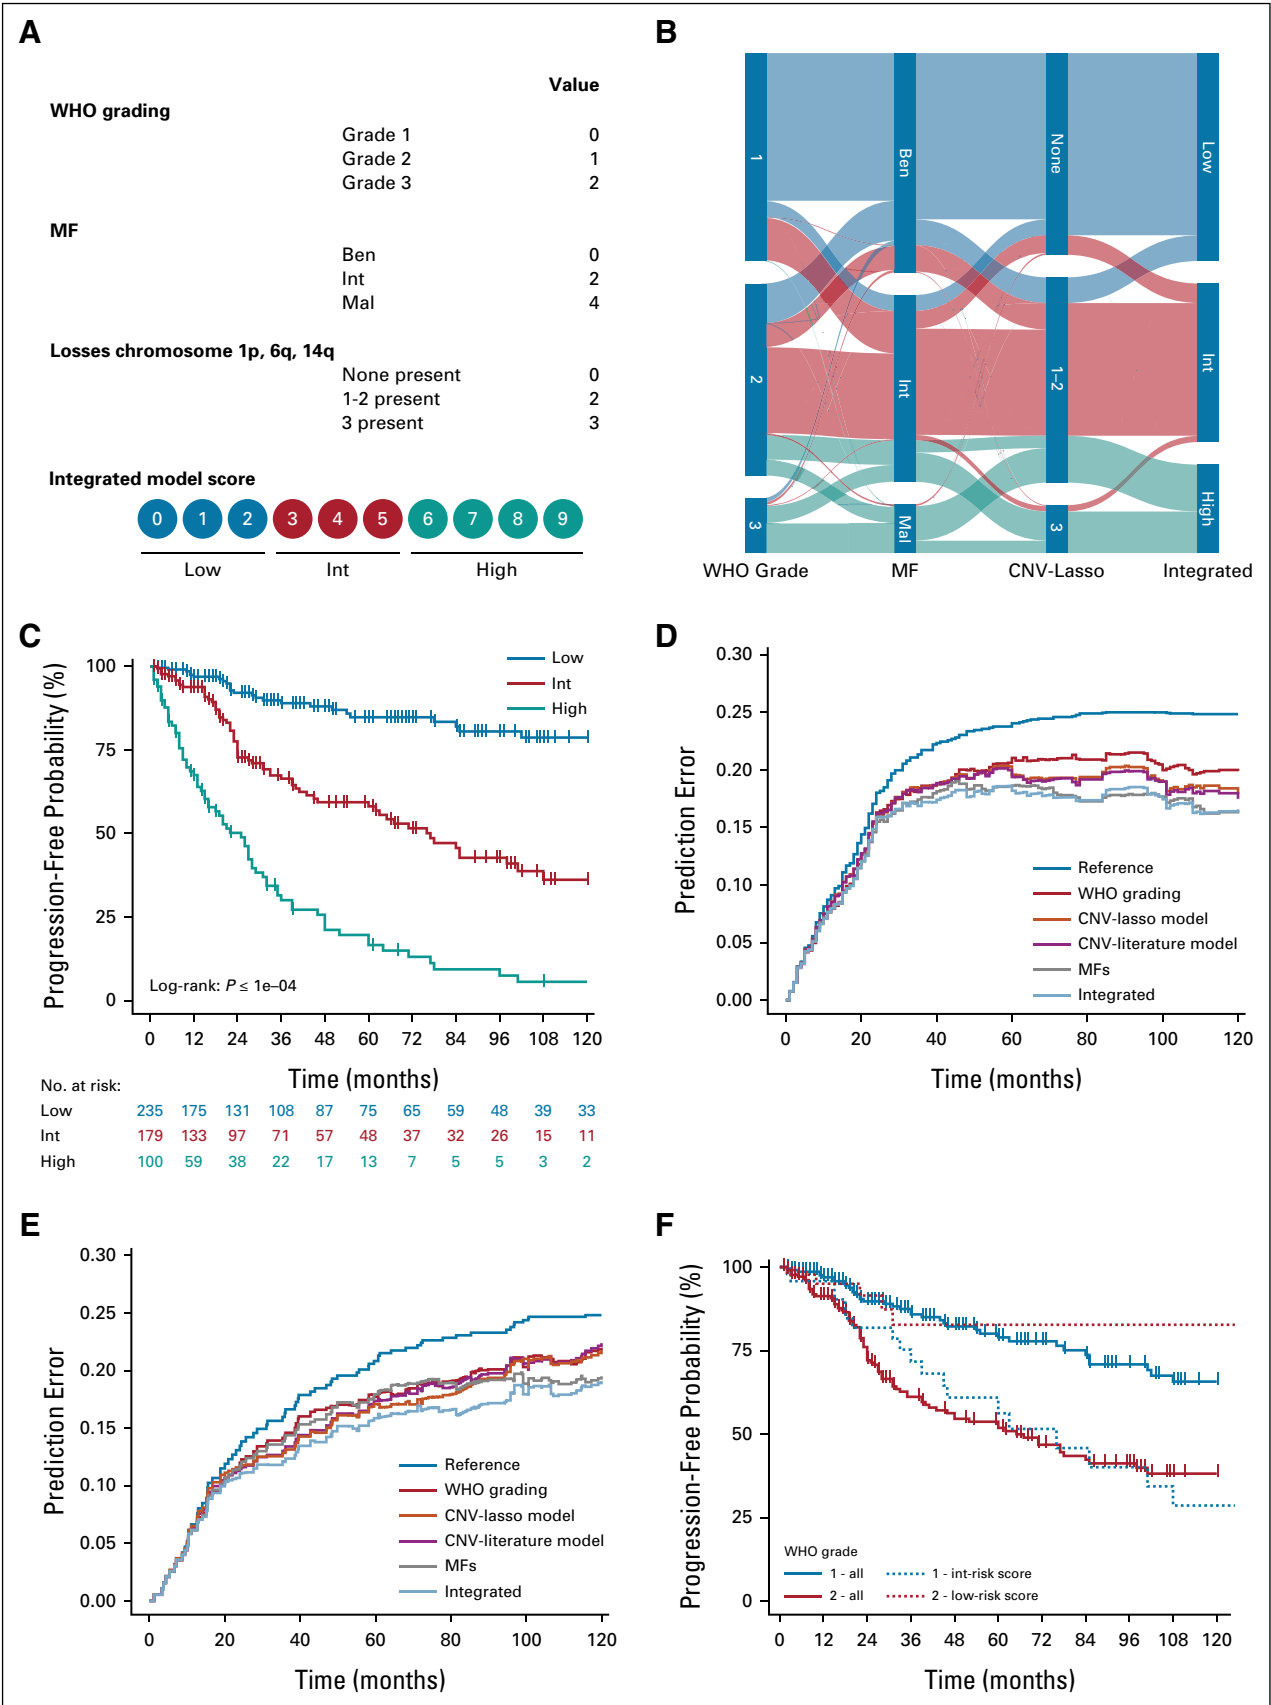 A
Value
WHO grading
Grade 1 0
Grade 2 1
Grade 3 2
MF
Ben 0
Int 2
Mal 4
Losses chromosome 1p, 6q, 14q
None present 0
1-2 present 2
3 present 3
Integrated model score
0 1 2 3 4 5 6 7 8 9
Low Int High
B
1 2 3
Ben Int Mal
None 1–2 3
Low Int High
WHO Grade MF CNV-Lasso Integrated
C
Progression-Free Probability (%)
100
75
50
25
0
Low
Int
High
Log-rank: P ≤ 1e–04
0 12 24 36 48 60 72 84 96 108 120
Time (months)
No. at risk:
Low 235 175 131 108 87 75 65 59 48 39 33
Int 179 133 97 71 57 48 37 32 26 15 11
High 100 59 38 22 17 13 7 5 5 3 2
D
Prediction Error
0.30
0.25
0.20
0.15
0.10
0.05
0.00
Reference
WHO grading
CNV-lasso model
CNV-literature model
MFs
Integrated
0 20 40 60 80 100 120
Time (months)
E
Prediction Error
0.30
0.25
0.20
0.15
0.10
0.05
0.00
Reference
WHO grading
CNV-lasso model
CNV-literature model
MFs
Integrated
0 20 40 60 80 100 120
Time (months)
F
Progression-Free Probability (%)
100
75
50
25
0
WHO grade
1 - all 1 - int-risk score
2 - all 2 - low-risk score
0 12 24 36 48 60 72 84 96 108 120
Time (months)